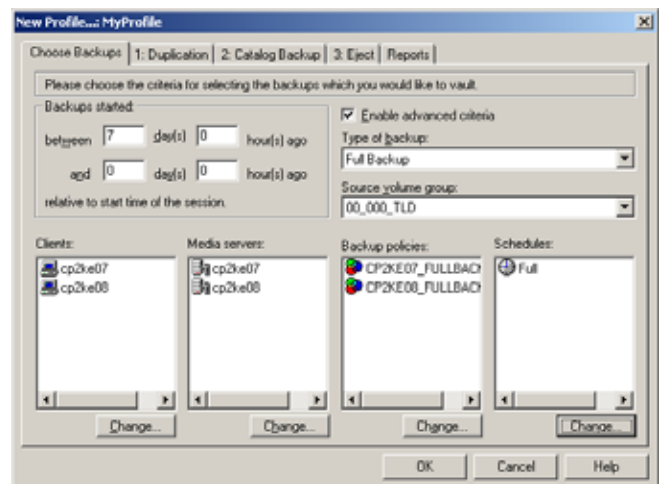 New Profile...: MyProfile
Choose Backups 1: Duplication 2: Catalog Backup 3: Eject Reports
Please choose the criteria for selecting the backups which you would like to vault.
Backups started:
between 7 day(s) 0 hour(s) ago
and 0 day(s) 0 hour(s) ago
relative to start time of the session.
Enable advanced criteria
Type of backup:
Full Backup
Source volume group:
00_000_TLD
Clients:
cp2ke07
cp2ke08
Change...
Media servers:
cp2ke07
cp2ke08
Change...
Backup policies:
CP2KE07_FULLBAC
CP2KE08_FULLBAC
Change...
Schedules:
Full
Change...
OK Cancel Help